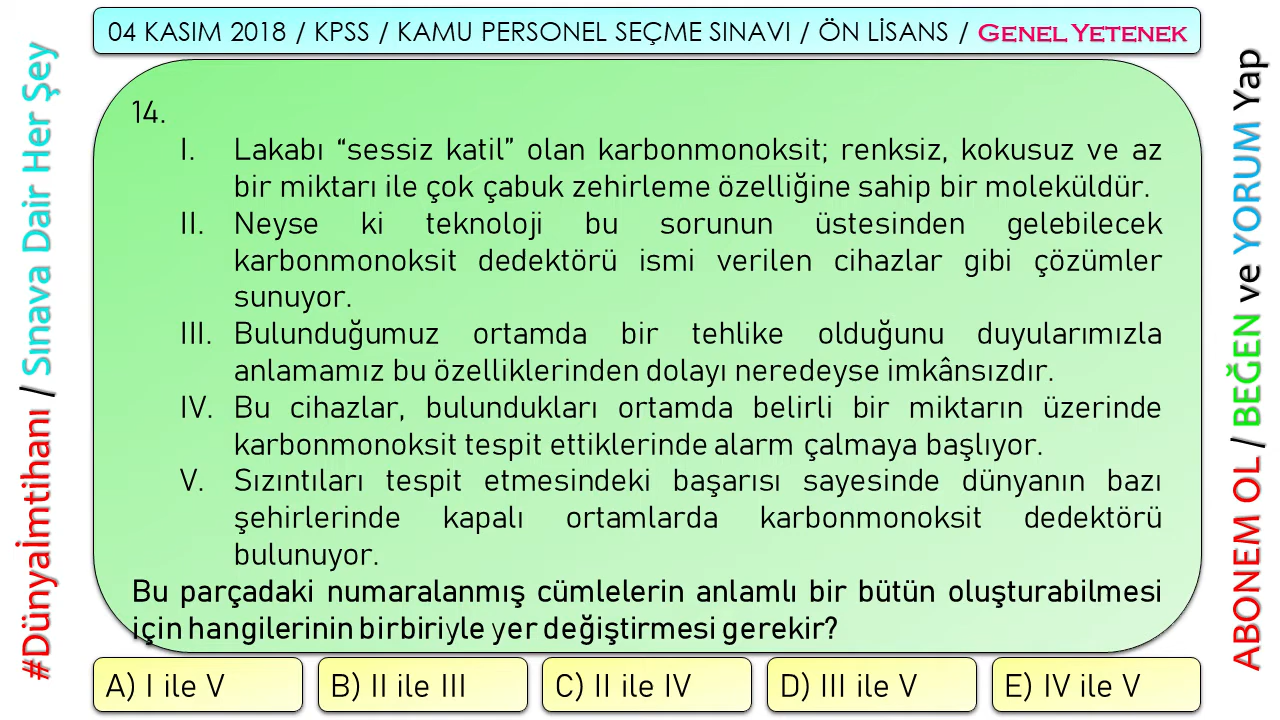 04 KASIM 2018 / KPSS / KAMU PERSONEL SEÇME SINAVI / ÖN LİSANS / GENEL YETENEK
#Dünyaİmtihanı / Sınava Dair Her Şey
14.
I. Lakabı “sessiz katil” olan karbonmonoksit; renksiz, kokusuz ve az
bir miktarı ile çok çabuk zehirleme özelliğine sahip bir moleküldür.
II. Neyse ki teknoloji bu sorunun üstesinden gelebilecek
karbonmonoksit dedektörü ismi verilen cihazlar gibi çözümler
sunuyor.
III. Bulunduğumuz ortamda bir tehlike olduğunu duyularımızla
anlamamız bu özelliklerinden dolayı neredeyse imkânsızdır.
IV. Bu cihazlar, bulundukları ortamda belirli bir miktarın üzerinde
karbonmonoksit tespit ettiklerinde alarm çalmaya başlıyor.
V. Sızıntıları tespit etmesindeki başarısı sayesinde dünyanın bazı
şehirlerinde kapalı ortamlarda karbonmonoksit dedektörü
bulunuyor.
Bu parçadaki numaralanmış cümlelerin anlamlı bir bütün oluşturabilmesi
için hangilerinin birbiriyle yer değiştirmesi gerekir?
A) I ile V
B) II ile III
C) II ile IV
D) III ile V
E) IV ile V
ABONEM OL / BEĞEN ve YORUM Yap